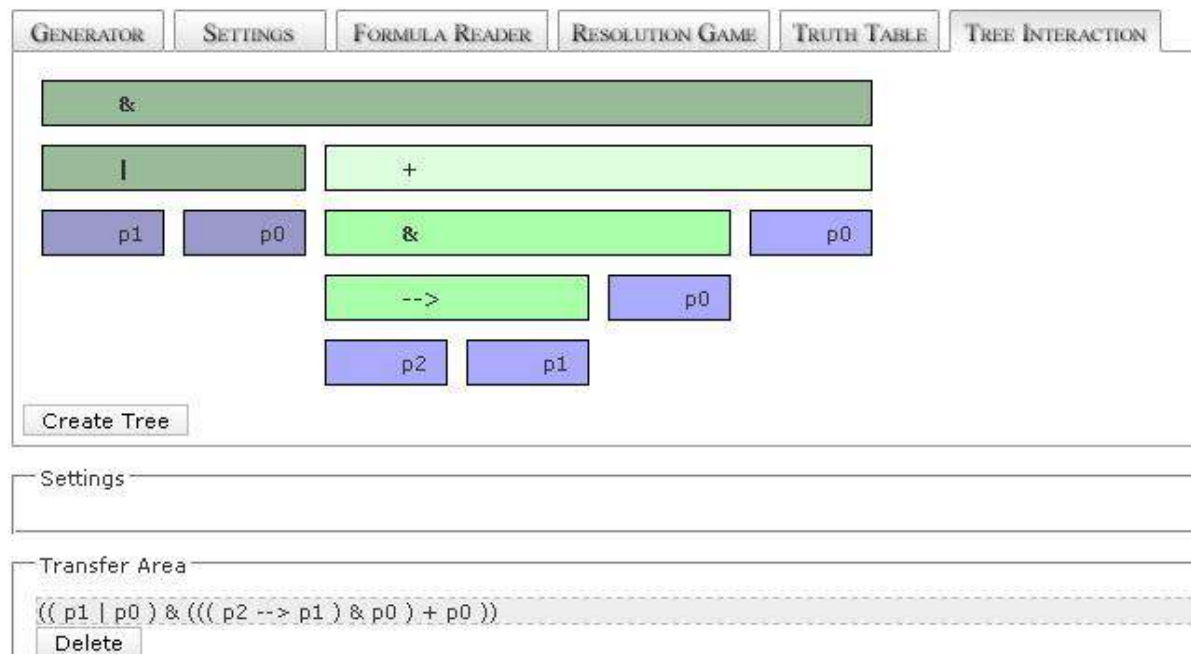 GENERATOR SETTINGS FORMULA READER RESOLUTION GAME TRUTH TABLE TREE INTERACTION
&
| +
p1 p0 & p0
--> p0
p2 p1
Create Tree
Settings
Transfer Area
(( p1 | p0 ) & ((( p2 --> p1 ) & p0 ) + p0 ))
Delete